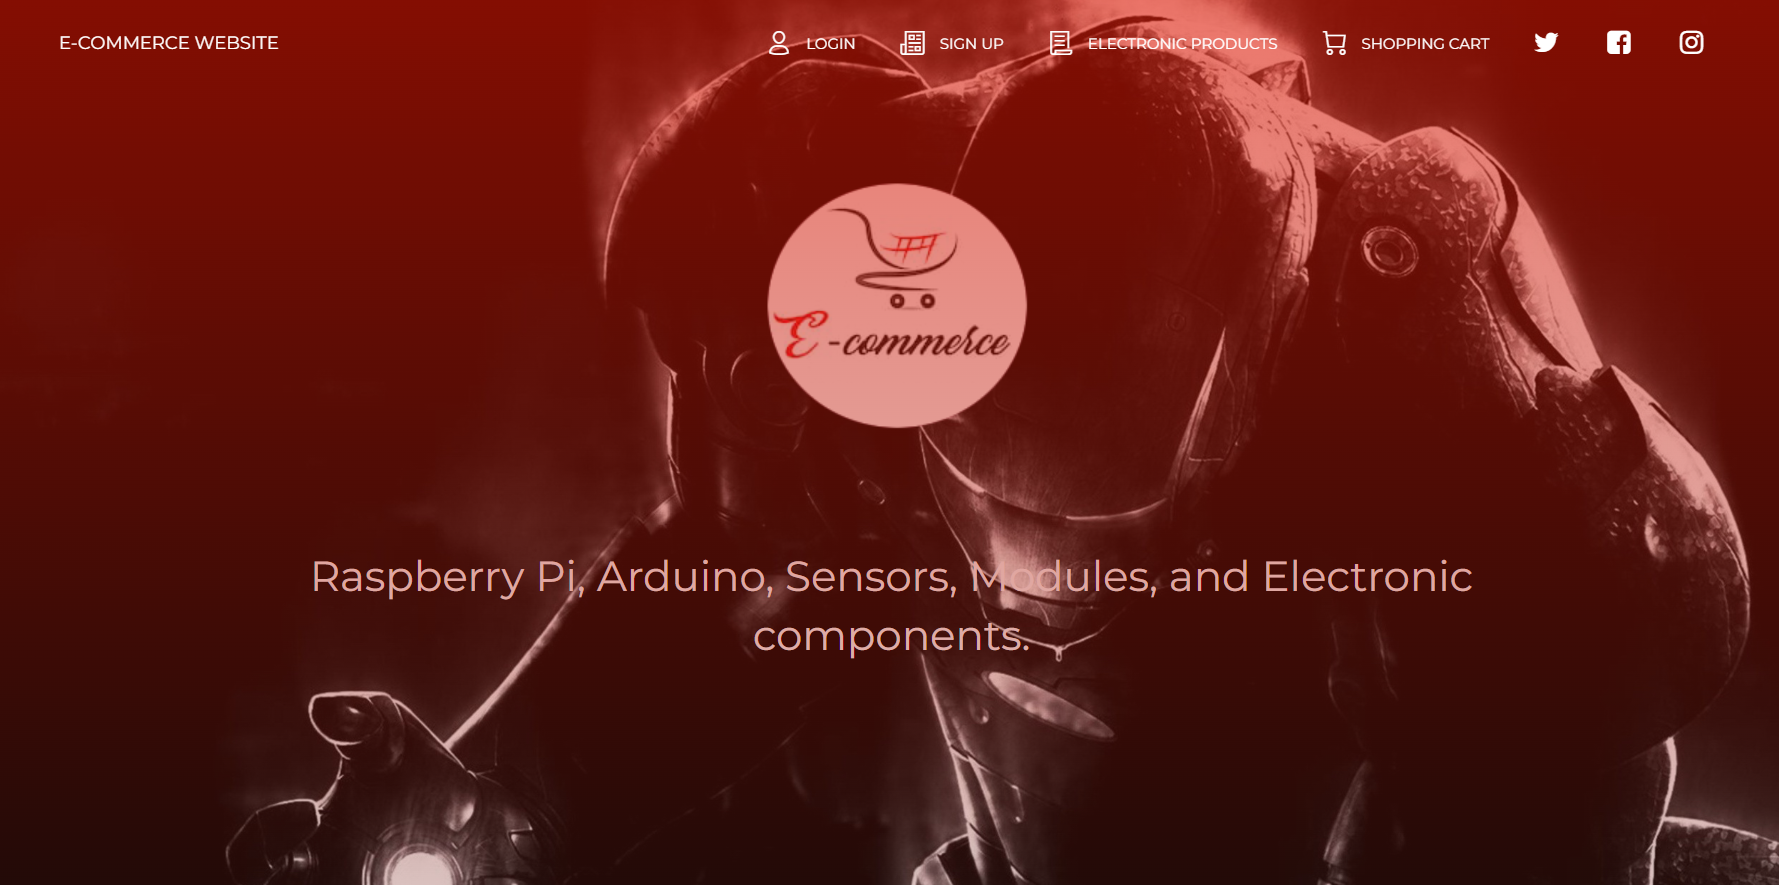 E-COMMERCE WEBSITE
LOGIN
SIGN UP
ELECTRONIC PRODUCTS
SHOPPING CART
E-commerce
Raspberry Pi, Arduino, Sensors, Modules, and Electronic
components.